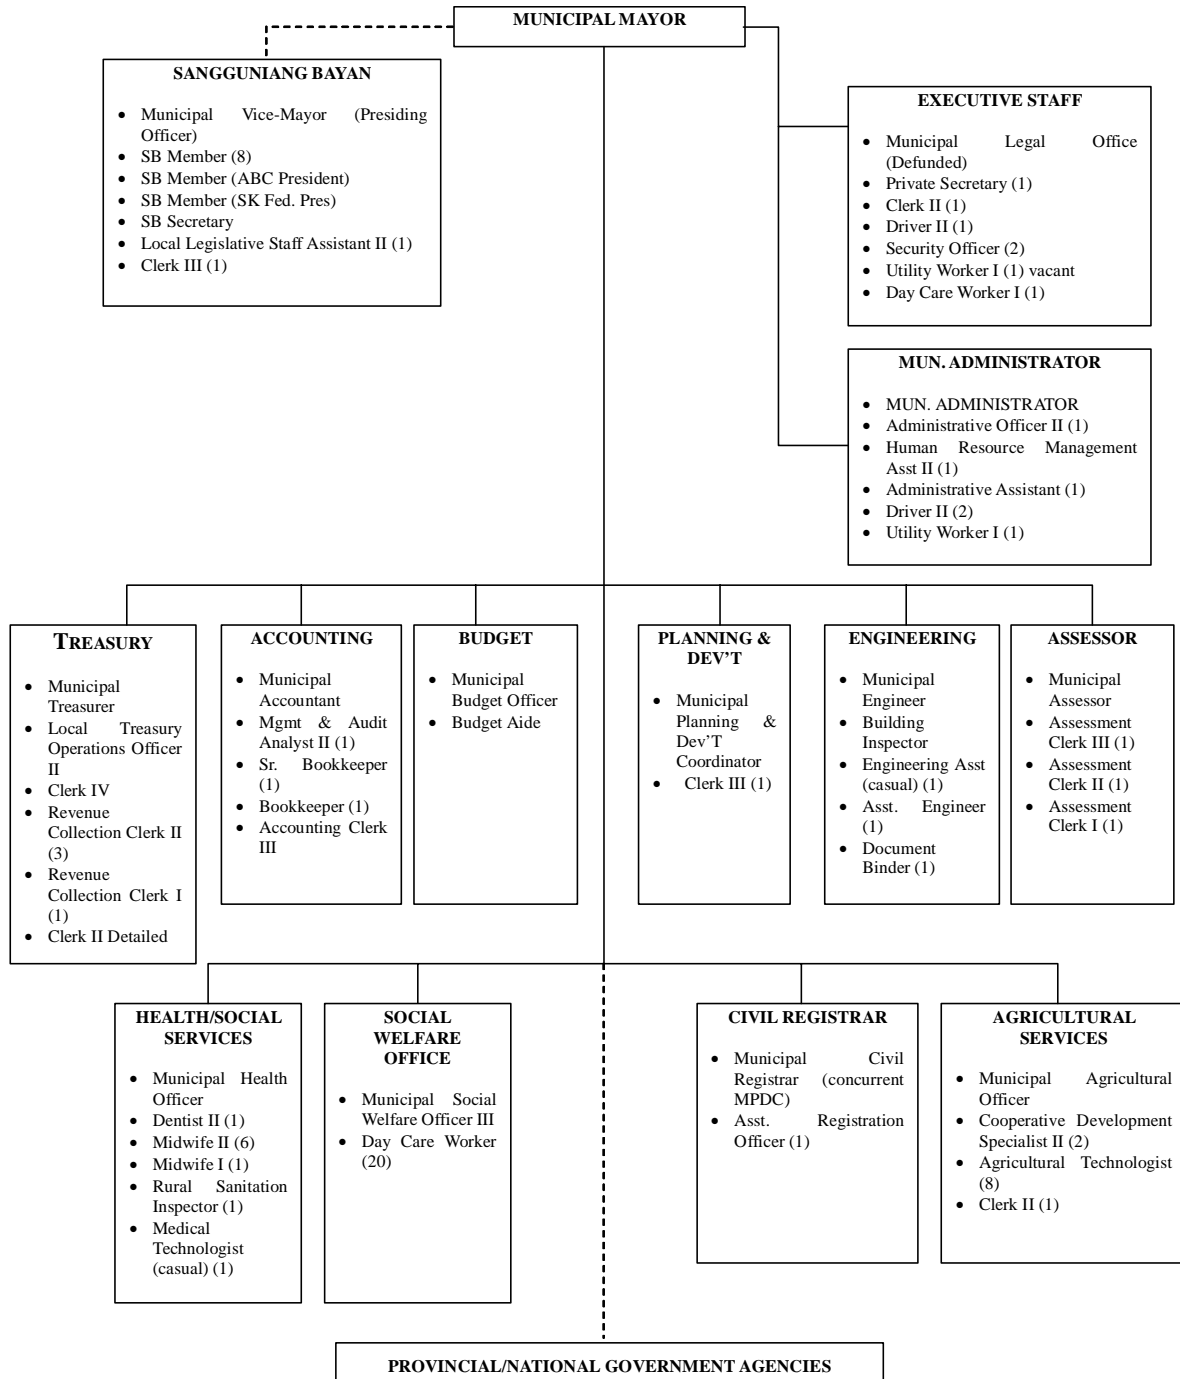 MUNICIPAL MAYOR
SANGGUNIANG BAYAN
• Municipal Vice-Mayor (Presiding
Officer)
• SB Member (8)
• SB Member (ABC President)
• SB Member (SK Fed. Pres)
• SB Secretary
• Local Legislative Staff Assistant II (1)
• Clerk III (1)
EXECUTIVE STAFF
• Municipal Legal Office
(Defunded)
• Private Secretary (1)
• Clerk II (1)
• Driver II (1)
• Security Officer (2)
• Utility Worker I (1) vacant
• Day Care Worker I (1)
MUN. ADMINISTRATOR
• MUN. ADMINISTRATOR
• Administrative Officer II (1)
• Human Resource Management
Asst II (1)
• Administrative Assistant (1)
• Driver II (2)
• Utility Worker I (1)
TREASURY
• Municipal
Treasurer
• Local Treasury
Operations Officer
II
• Clerk IV
• Revenue
Collection Clerk II
(3)
• Revenue
Collection Clerk I
(1)
• Clerk II Detailed
ACCOUNTING
• Municipal
Accountant
• Mgmt & Audit
Analyst II (1)
• Sr. Bookkeeper
(1)
• Bookkeeper (1)
• Accounting Clerk
III
BUDGET
• Municipal
Budget Officer
• Budget Aide
PLANNING &
DEV'T
• Municipal
Planning &
Dev'T
Coordinator
• Clerk III (1)
ENGINEERING
• Municipal
Engineer
• Building
Inspector
• Engineering Asst
(casual) (1)
• Asst. Engineer
(1)
• Document
Binder (1)
ASSESSOR
• Municipal
Assessor
• Assessment
Clerk III (1)
• Assessment
Clerk II (1)
• Assessment
Clerk I (1)
HEALTH/SOCIAL
SERVICES
• Municipal Health
Officer
• Dentist II (1)
• Midwife II (6)
• Midwife I (1)
• Rural Sanitation
Inspector (1)
• Medical
Technologist
(casual) (1)
SOCIAL
WELFARE
OFFICE
• Municipal Social
Welfare Officer III
• Day Care Worker
(20)
CIVIL REGISTRAR
• Municipal Civil
Registrar (concurrent
MPDC)
• Asst. Registration
Officer (1)
AGRICULTURAL
SERVICES
• Municipal Agricultural
Officer
• Cooperative Development
Specialist II (2)
• Agricultural Technologist
(8)
• Clerk II (1)
PROVINCIAL/NATIONAL GOVERNMENT AGENCIES